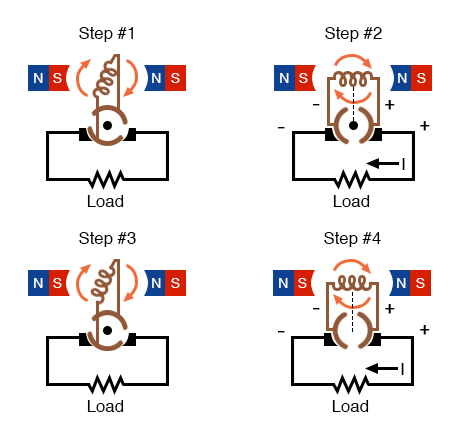 Step #1
N S N S
Load
Step #2
N S N S
- +
- +
I
Load
Step #3
N S N S
Load
Step #4
N S N S
- +
- +
I
Load